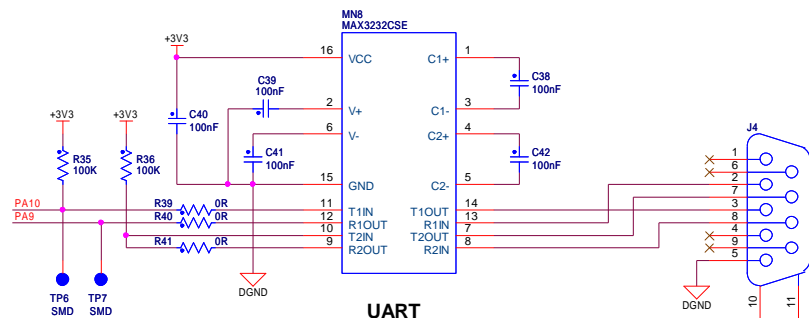 MN8
MAX3232CSE
+3V3
16 VCC C1+ 1
C39
100nF
C38
100nF
2 V+ C1- 3
+3V3 +3V3
C40
100nF
6 V- C2+ 4
J4
R35
100K
R36
100K
C41
100nF
C42
100nF
15 GND C2- 5
PA10 R39 0R 11 T1IN T1OUT 14
PA9 R40 0R 12 R1OUT R1IN 13
10 T2IN T2OUT 7
R41 0R 9 R2OUT R2IN 8
1
6
2
7
3
8
4
9
5
TP6
SMD
TP7
SMD
DGND
DGND
10
11
UART